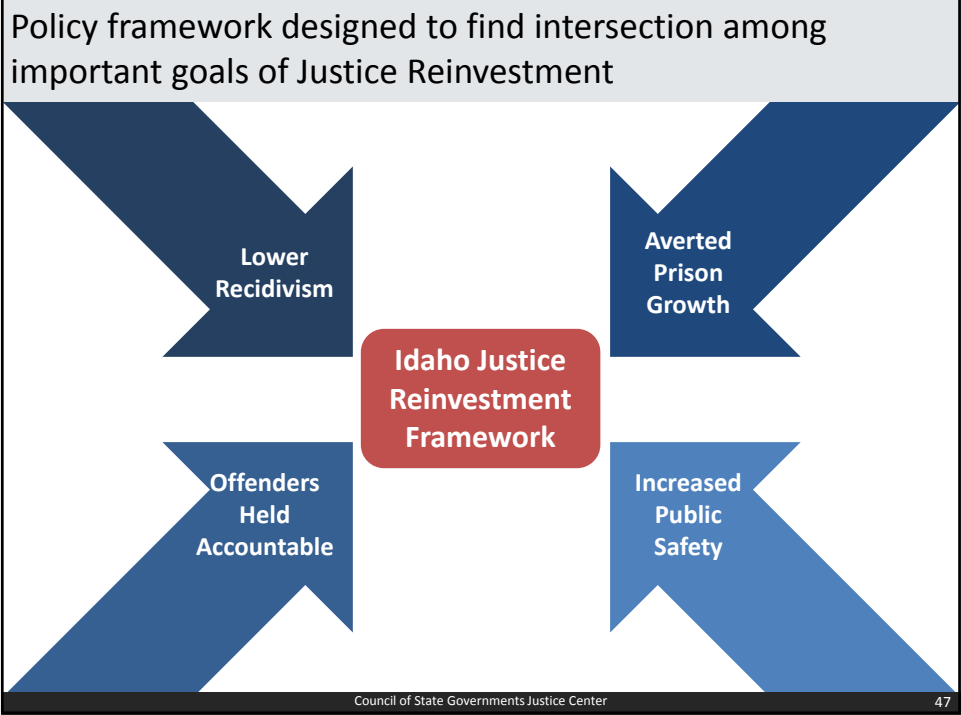 Policy framework designed to find intersection among
important goals of Justice Reinvestment
Lower
Recidivism
Averted
Prison
Growth
Idaho Justice
Reinvestment
Framework
Offenders
Held
Accountable
Increased
Public
Safety
Council of State Governments Justice Center
47